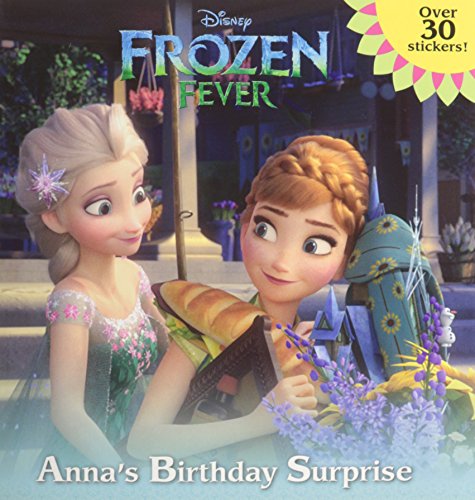 Disney
FROZEN
FEVER
Over
30
stickers!
Anna's Birthday Surprise